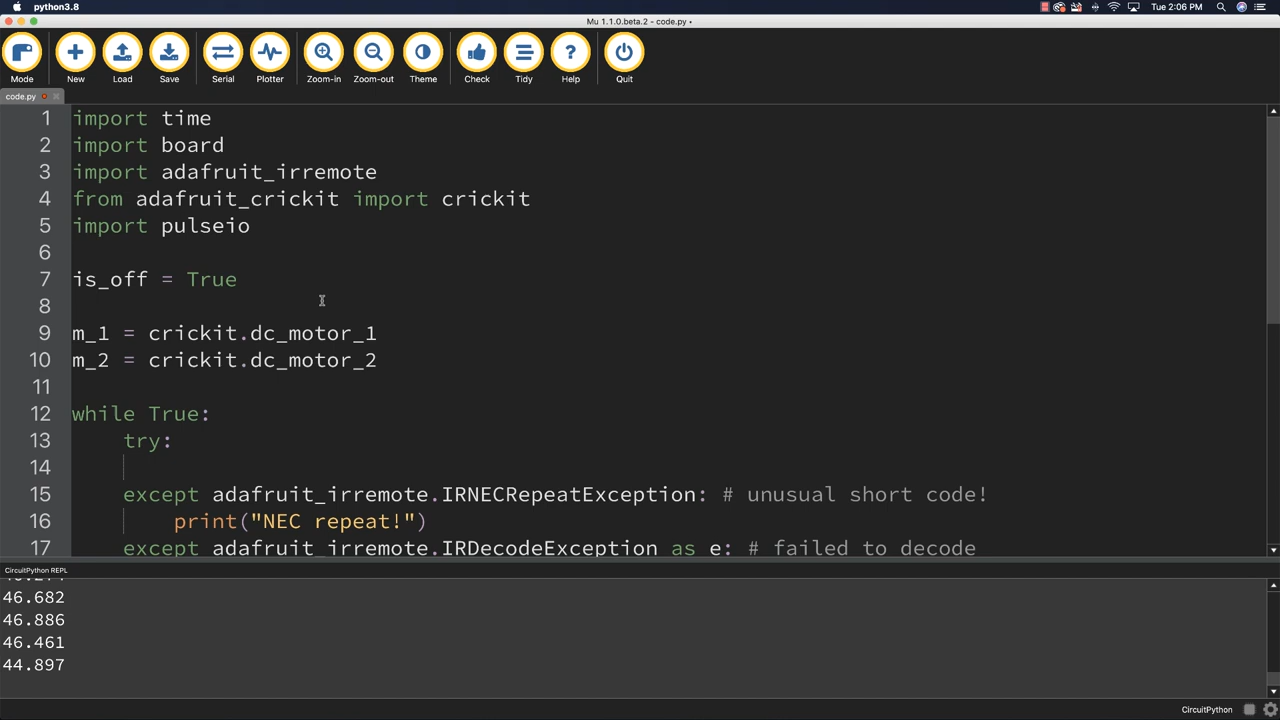 python3.8
Tue 2:06 PM
Mu 1.1.0.beta.2 - code.py •
Mode New Load Save Serial Plotter Zoom-in Zoom-out Theme Check Tidy Help Quit
code.py
1 import time
2 import board
3 import adafruit_irremote
4 from adafruit_crickit import crickit
5 import pulseio
6
7 is_off = True
8
9 m_1 = crickit.dc_motor_1
10 m_2 = crickit.dc_motor_2
11
12 while True:
13 try:
14
15 except adafruit_irremote.IRNECRepeatException: # unusual short code!
16 print("NEC repeat!")
17 except adafruit_irremote.IRDecodeException as e: # failed to decode
CircuitPython REPL
46.682
46.886
46.461
44.897
CircuitPython